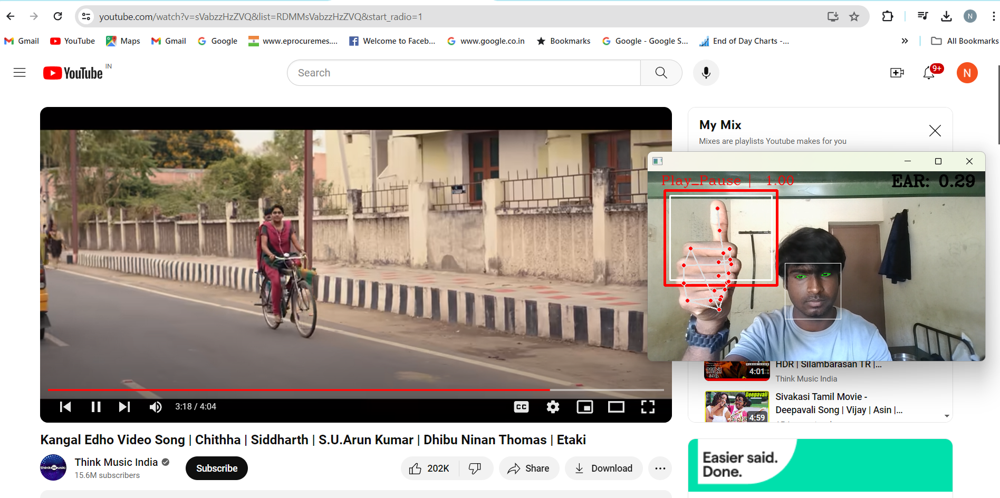 youtube.com/watch?v=sVabzzHzZVQ&list=RDMMsVabzzHzZVQ&start_radio=1
N
Gmail
YouTube
Maps
Gmail
Google
www.eprocuremes....
Welcome to Faceb...
www.google.co.in
Bookmarks
Google - Google S...
End of Day Charts -...
»
All Bookmarks
YouTube IN
Search
9+
N
My Mix
Mixes are playlists Youtube makes for you
Play_Pause | 1.00
EAR: 0.29
HDR | Silambarasan TR |...
4:01
Think Music India
Deepavali
Sivakasi Tamil Movie -
Deepavali Song | Vijay | Asin |...
4:59
3:18 / 4:04
CC
Kangal Edho Video Song | Chithha | Siddharth | S.U.Arun Kumar | Dhibu Ninan Thomas | Etaki
think music
Think Music India
15.6M subscribers
Subscribe
202K
Share
Download
Easier said.
Done.